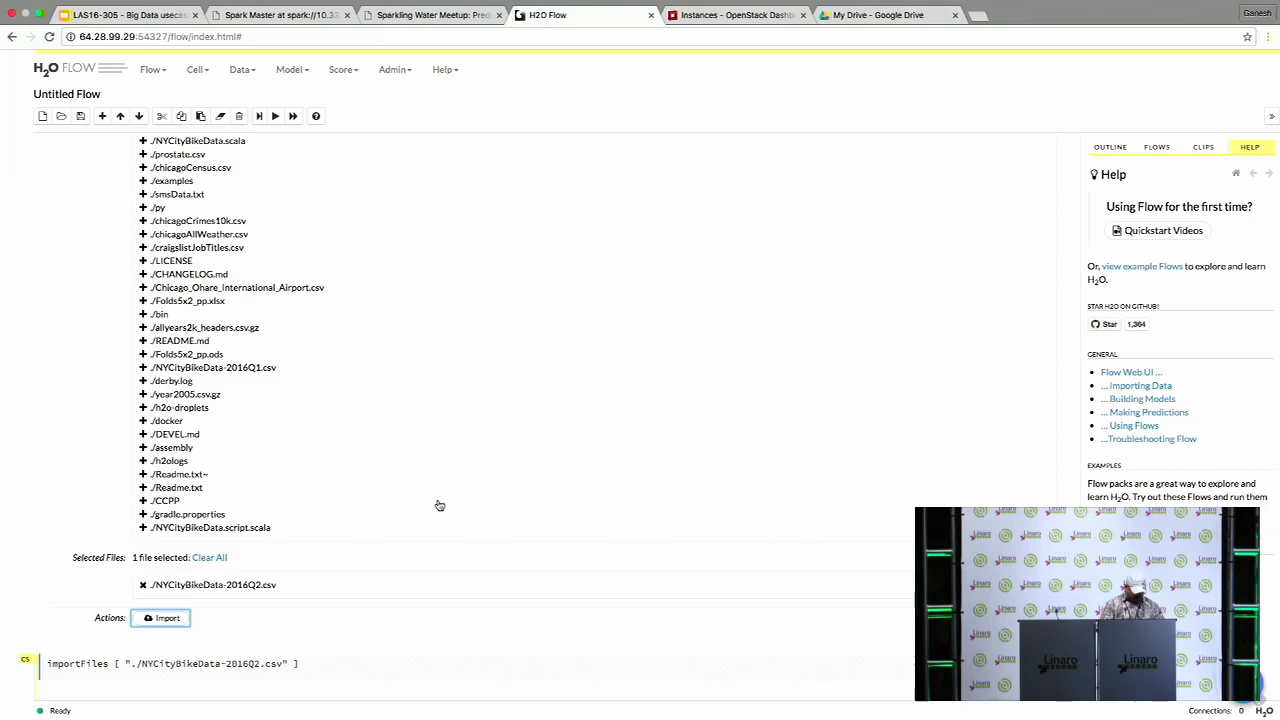 LAS16-305 - Big Data usecas
Spark Master at spark://10.32
Sparkling Water Meetup: Pred
H2O Flow
Instances - OpenStack Dashb
My Drive - Google Drive
Ganesh
64.28.99.29:54327/flow/index.html#
H2O FLOW
Flow Cell Data Model Score Admin Help
Untitled Flow
./NYCityBikeData.scala
./prostate.csv
./chicagoCensus.csv
./examples
./smsData.txt
./py
./chicagoCrimes10k.csv
./chicagoAllWeather.csv
./craigslistJobTitles.csv
./LICENSE
./CHANGELOG.md
./Chicago_Ohare_International_Airport.csv
./Folds5x2_pp.xlsx
./bin
./allyears2k_headers.csv.gz
./README.md
./Folds5x2_pp.ods
./NYCityBikeData-2016Q1.csv
./derby.log
./year2005.csv.gz
./h2o-droplets
./docker
./DEVEL.md
./assembly
./h2ologs
./Readme.txt~
./Readme.txt
./CCPP
./gradle.properties
./NYCityBikeData.script.scala
Selected Files: 1 file selected: Clear All
./NYCityBikeData-2016Q2.csv
Actions: Import
CS
importFiles [ "./NYCityBikeData-2016Q2.csv" ]
Ready
Connections: 0 H2O
OUTLINE FLOWS CLIPS HELP
Help
Using Flow for the first time?
Quickstart Videos
Or, view example Flows to explore and learn
H2O.
STAR H2O ON GITHUB!
Star 1,364
GENERAL
Flow Web UI ...
... Importing Data
... Building Models
... Making Predictions
... Using Flows
...Troubleshooting Flow
EXAMPLES
Flow packs are a great way to explore and
learn H2O. Try out these Flows and run them
Linaro
Linaro